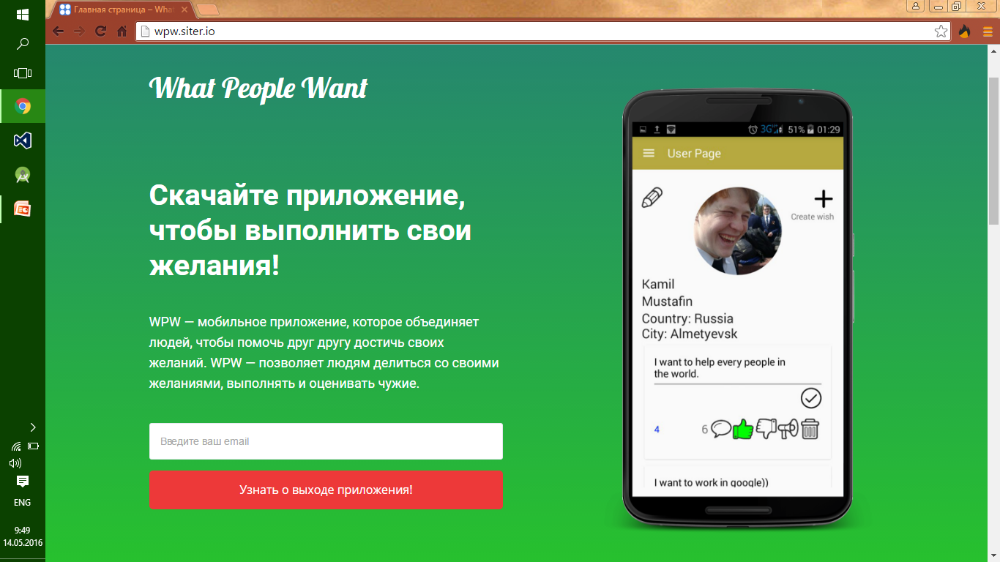 Главная страница – Wha
wpw.siter.io
What People Want
Скачайте приложение,
чтобы выполнить свои
желания!
WPW — мобильное приложение, которое объединяет
людей, чтобы помочь друг другу достичь своих
желаний. WPW — позволяет людям делиться со своими
желаниями, выполнять и оценивать чужие.
Введите ваш email
Узнать о выходе приложения!
3G 51% 01:29
User Page
Create wish
Kamil
Mustafin
Country: Russia
City: Almetyevsk
I want to help every people in
the world.
4 6
I want to work in google))
ENG
9:49
14.05.2016